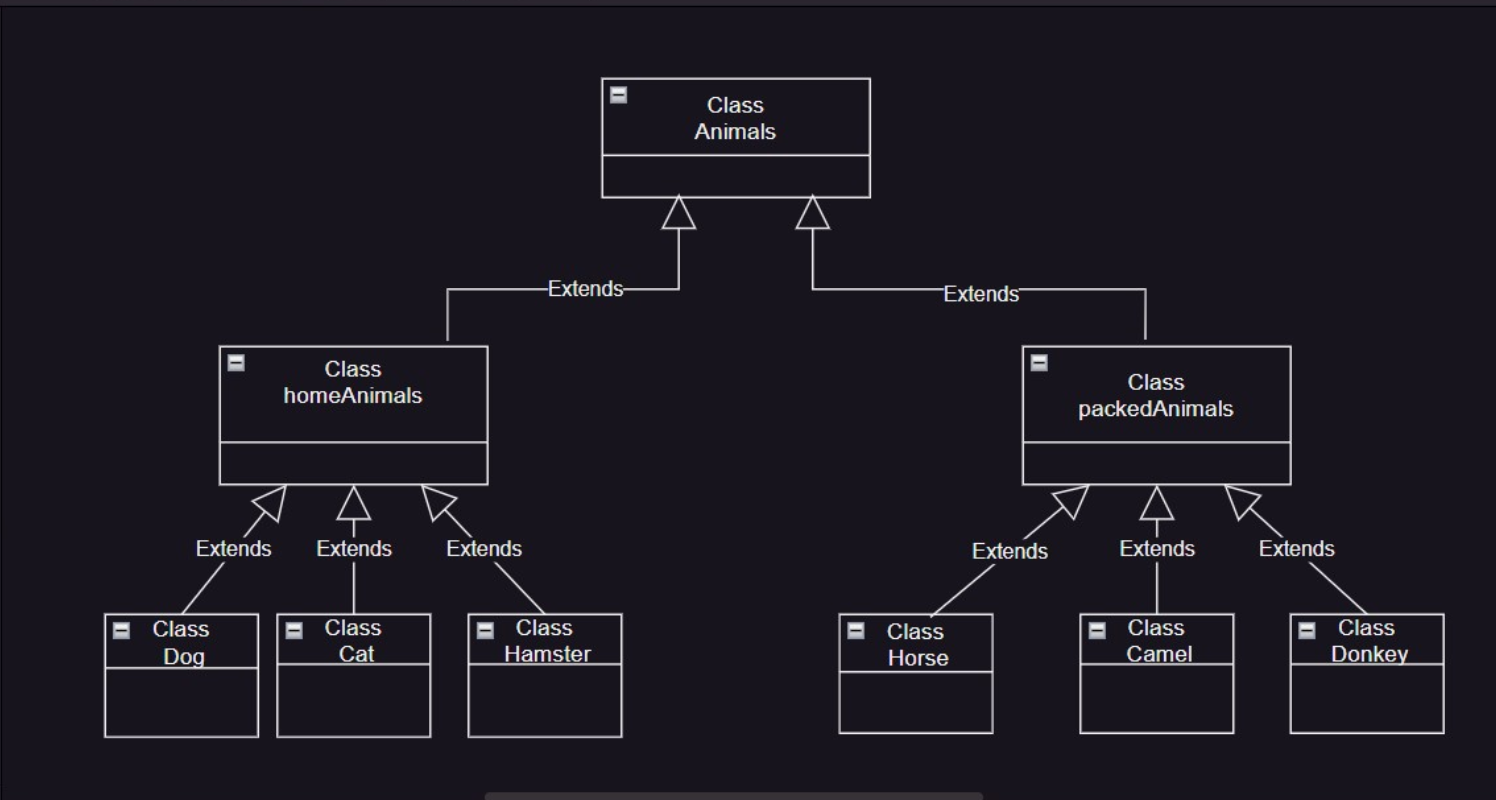 Class
Animals
Extends
Extends
Class
homeAnimals
Class
packedAnimals
Extends
Extends
Extends
Extends
Extends
Extends
Class
Dog
Class
Cat
Class
Hamster
Class
Horse
Class
Camel
Class
Donkey